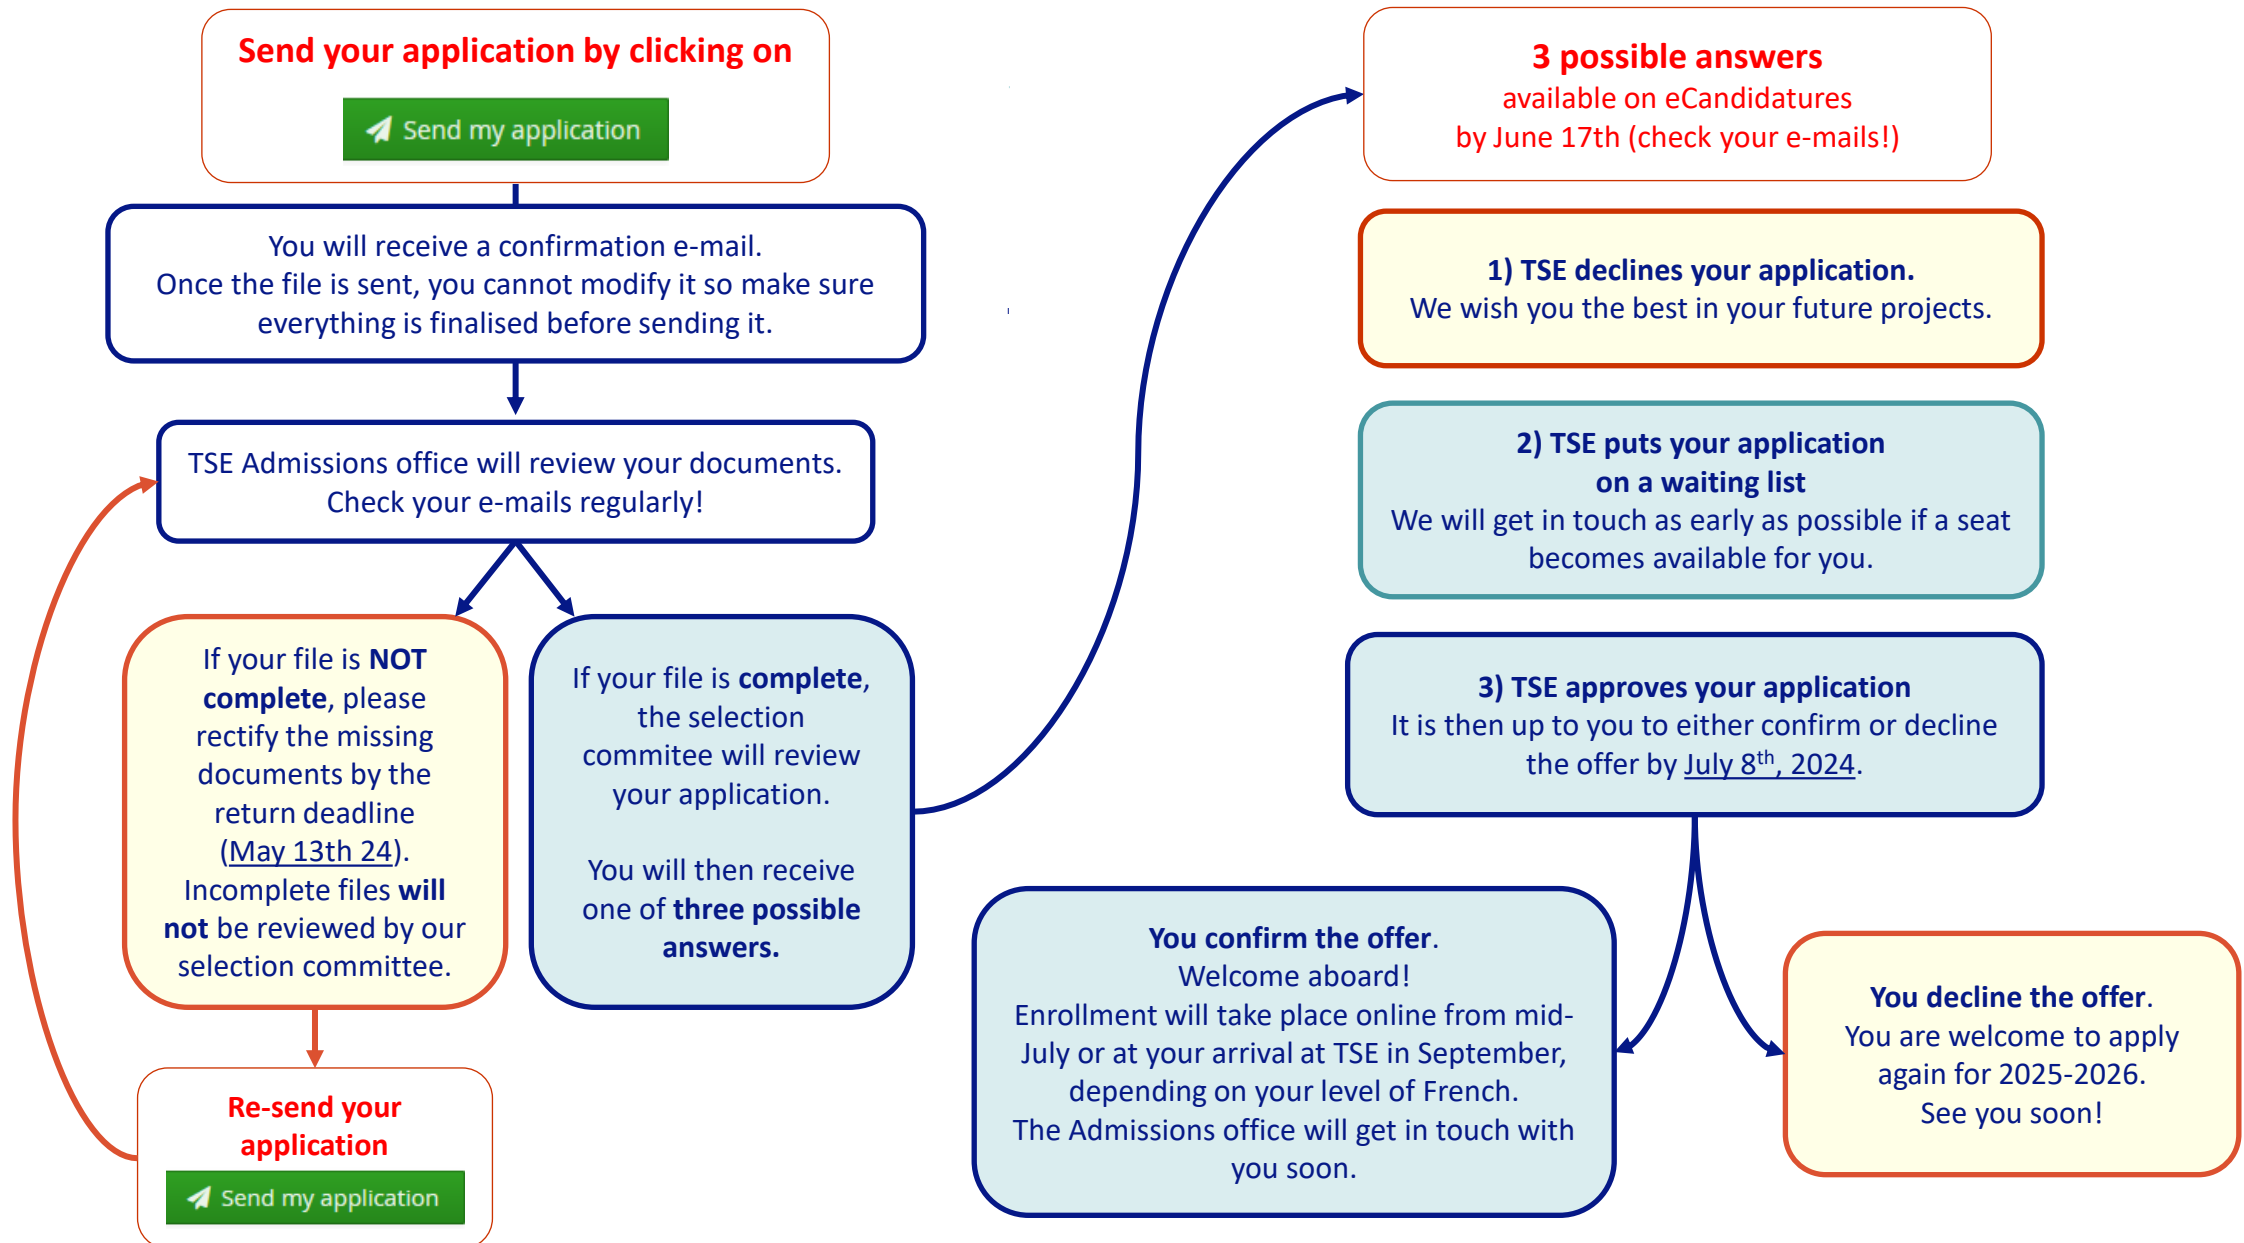 Send your application by clicking on
Send my application
You will receive a confirmation e-mail.
Once the file is sent, you cannot modify it so make sure
everything is finalised before sending it.
TSE Admissions office will review your documents.
Check your e-mails regularly!
If your file is NOT
complete, please
rectify the missing
documents by the
return deadline
(May 13th 24).
Incomplete files will
not be reviewed by our
selection committee.
Re-send your
application
Send my application
If your file is complete,
the selection
commitee will review
your application.
You will then receive
one of three possible
answers.
3 possible answers
available on eCandidatures
by June 17th (check your e-mails!)
1) TSE declines your application.
We wish you the best in your future projects.
2) TSE puts your application
on a waiting list
We will get in touch as early as possible if a seat
becomes available for you.
3) TSE approves your application
It is then up to you to either confirm or decline
the offer by July 8th, 2024.
You confirm the offer.
Welcome aboard!
Enrollment will take place online from mid-
July or at your arrival at TSE in September,
depending on your level of French.
The Admissions office will get in touch with
you soon.
You decline the offer.
You are welcome to apply
again for 2025-2026.
See you soon!